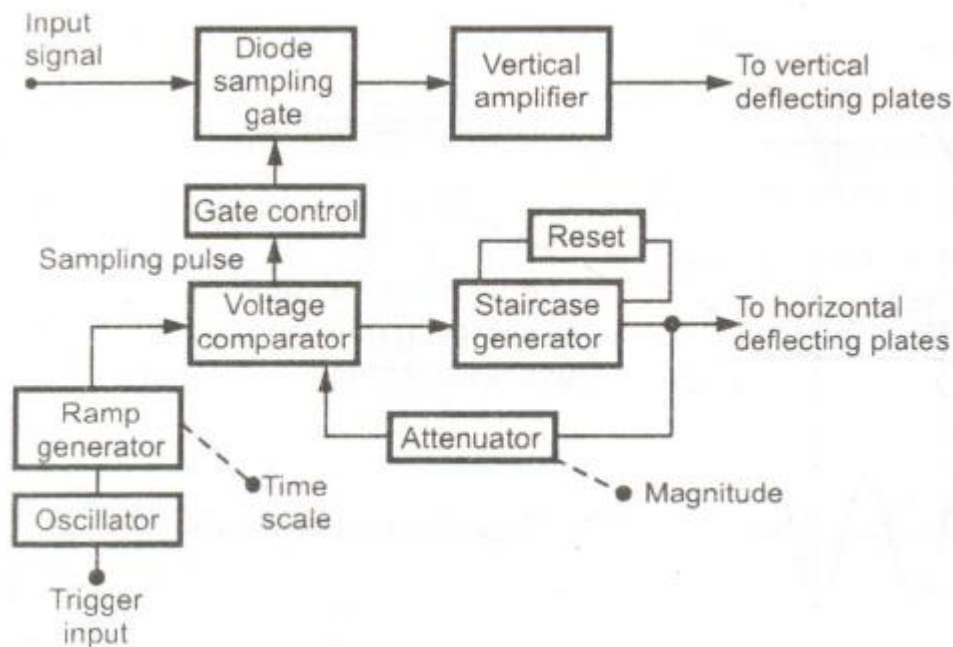 Input
signal
Diode
sampling
gate
Vertical
amplifier
To vertical
deflecting plates
Gate control
Sampling pulse
Reset
Voltage
comparator
Staircase
generator
To horizontal
deflecting plates
Ramp
generator
Attenuator
Time
scale
Magnitude
Oscillator
Trigger
input